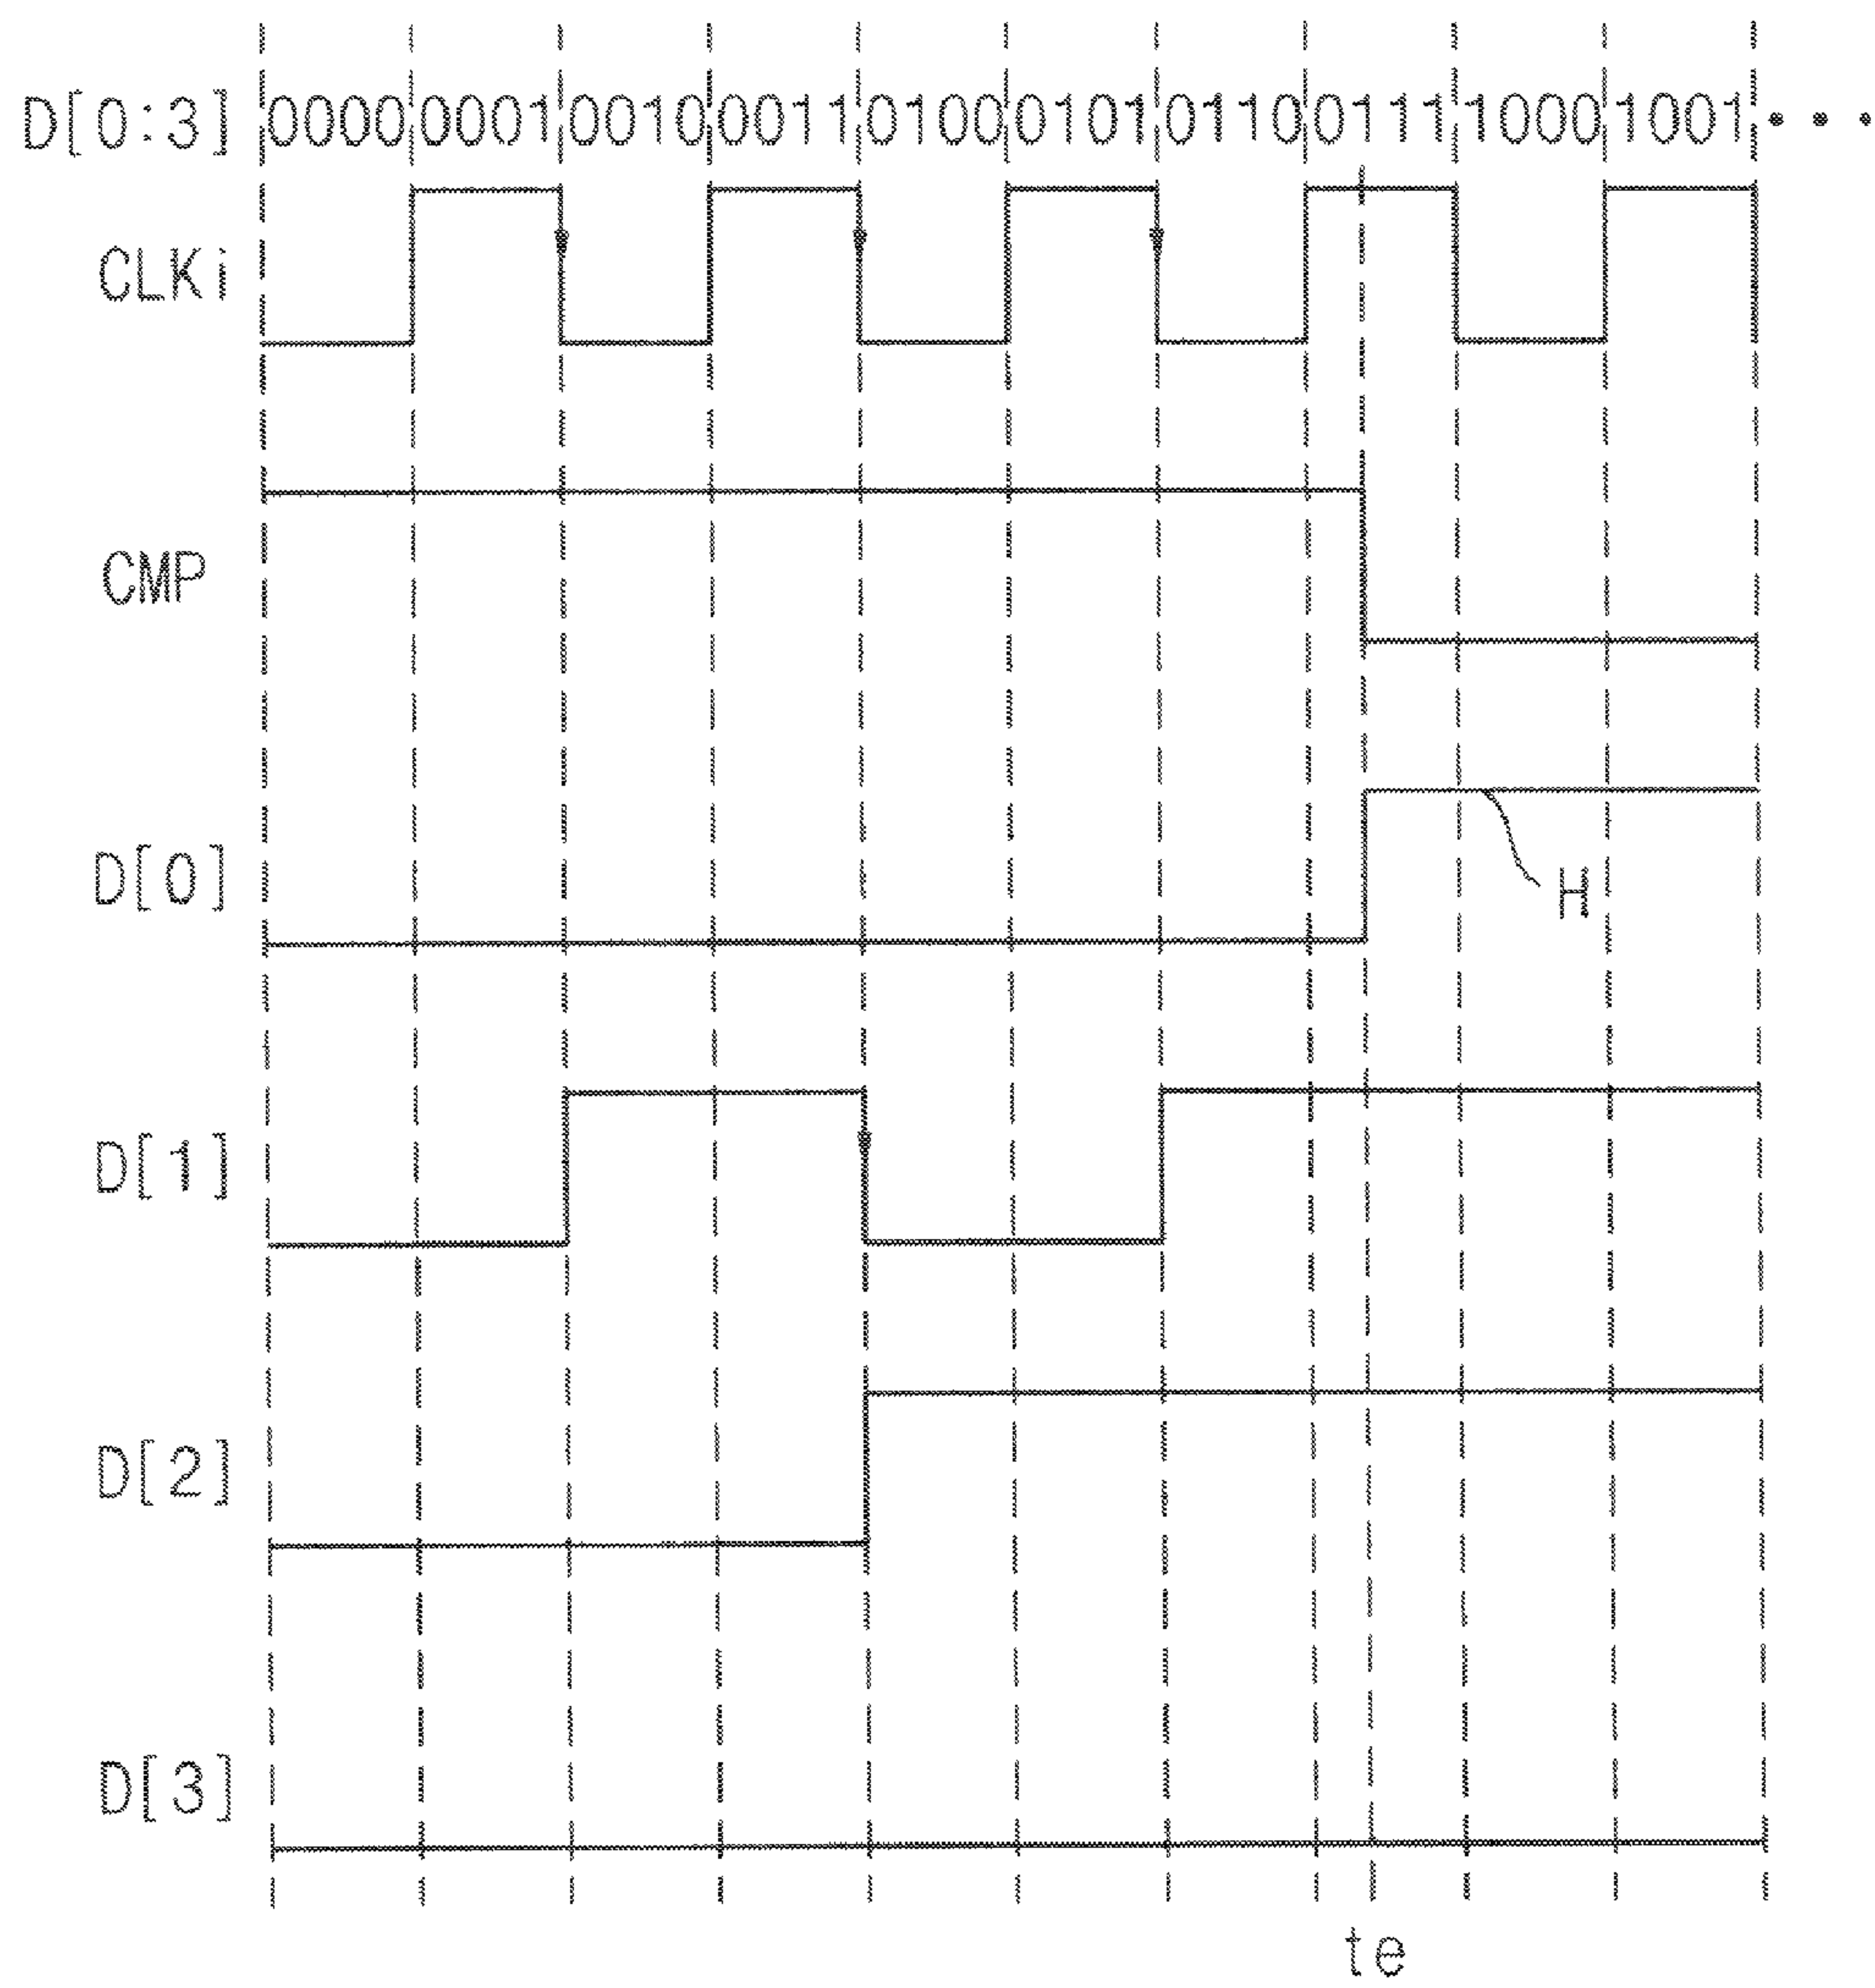 D[0:3] 0000 0001 0010 0011 0100 0101 0110 0111 1000 1001 •••
CLKi
CMP
D[0]
H
D[1]
D[2]
D[3]
te